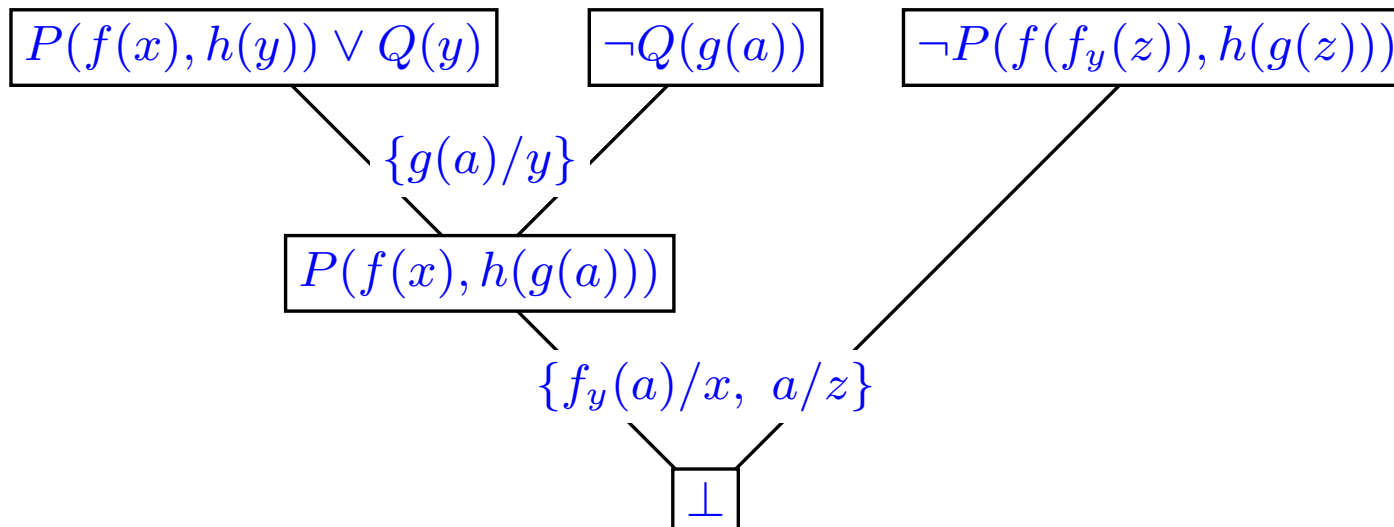 P(f(x), h(y)) ∨ Q(y) ¬Q(g(a)) ¬P(f(f_y(z)), h(g(z)))
{g(a)/y}
P(f(x), h(g(a)))
{f_y(a)/x, a/z}
⊥